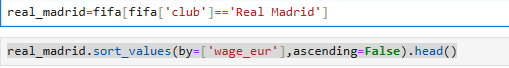 real_madrid=fifa[fifa['club']=='Real Madrid']
real_madrid.sort_values(by=['wage_eur'],ascending=False).head()